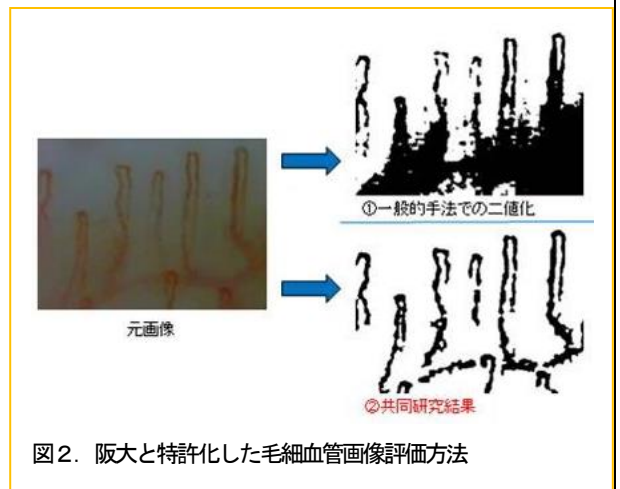 ①一般的手法での二値化
元画像
②共同研究結果
図2. 阪大と特許化した毛細血管画像評価方法